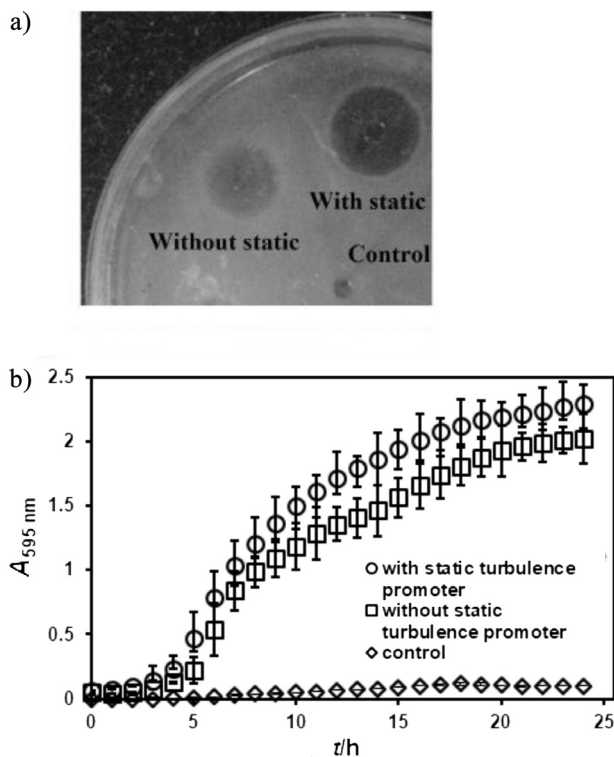 a)
Without static
With static
Control
b)
A595 nm
2.5
2
1.5
1
0.5
0
with static turbulence
promoter
without static
turbulence promoter
control
0 5 10 15 20 25
t/h